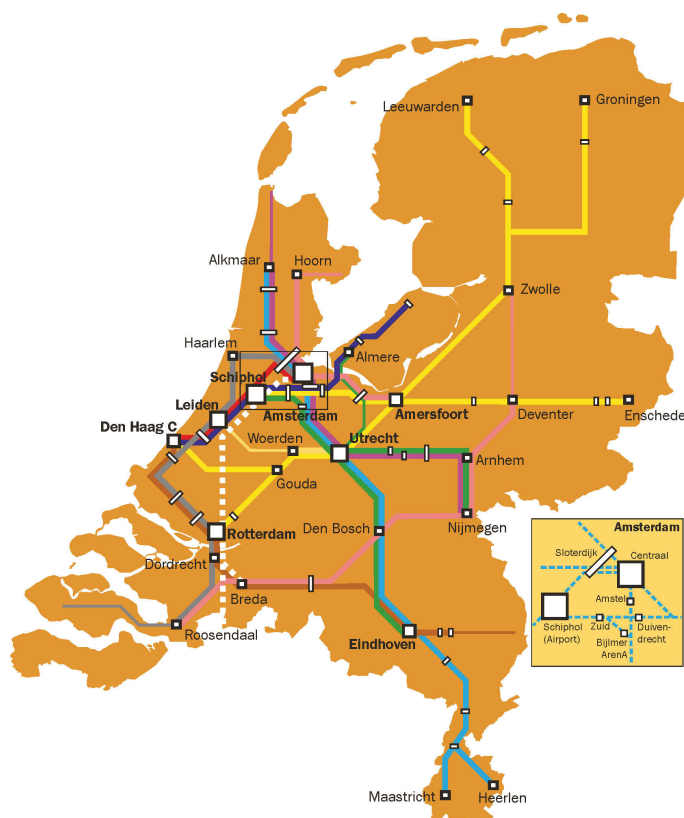 Leeuwarden
Groningen
Alkmaar
Hoorn
Zwolle
Haarlem
Almere
Schiphol
Leiden
Amsterdam
Amersfoort
Deventer
Enschede
Den Haag C
Woerden
Utrecht
Gouda
Arnhem
Rotterdam
Den Bosch
Nijmegen
Dordrecht
Breda
Roosendaal
Eindhoven
Maastricht
Heerlen
Amsterdam
Sloterdijk
Centraal
Amstel
Schiphol
(Airport)
Zuid
Duiven-
drecht
Bijlmer
ArenA